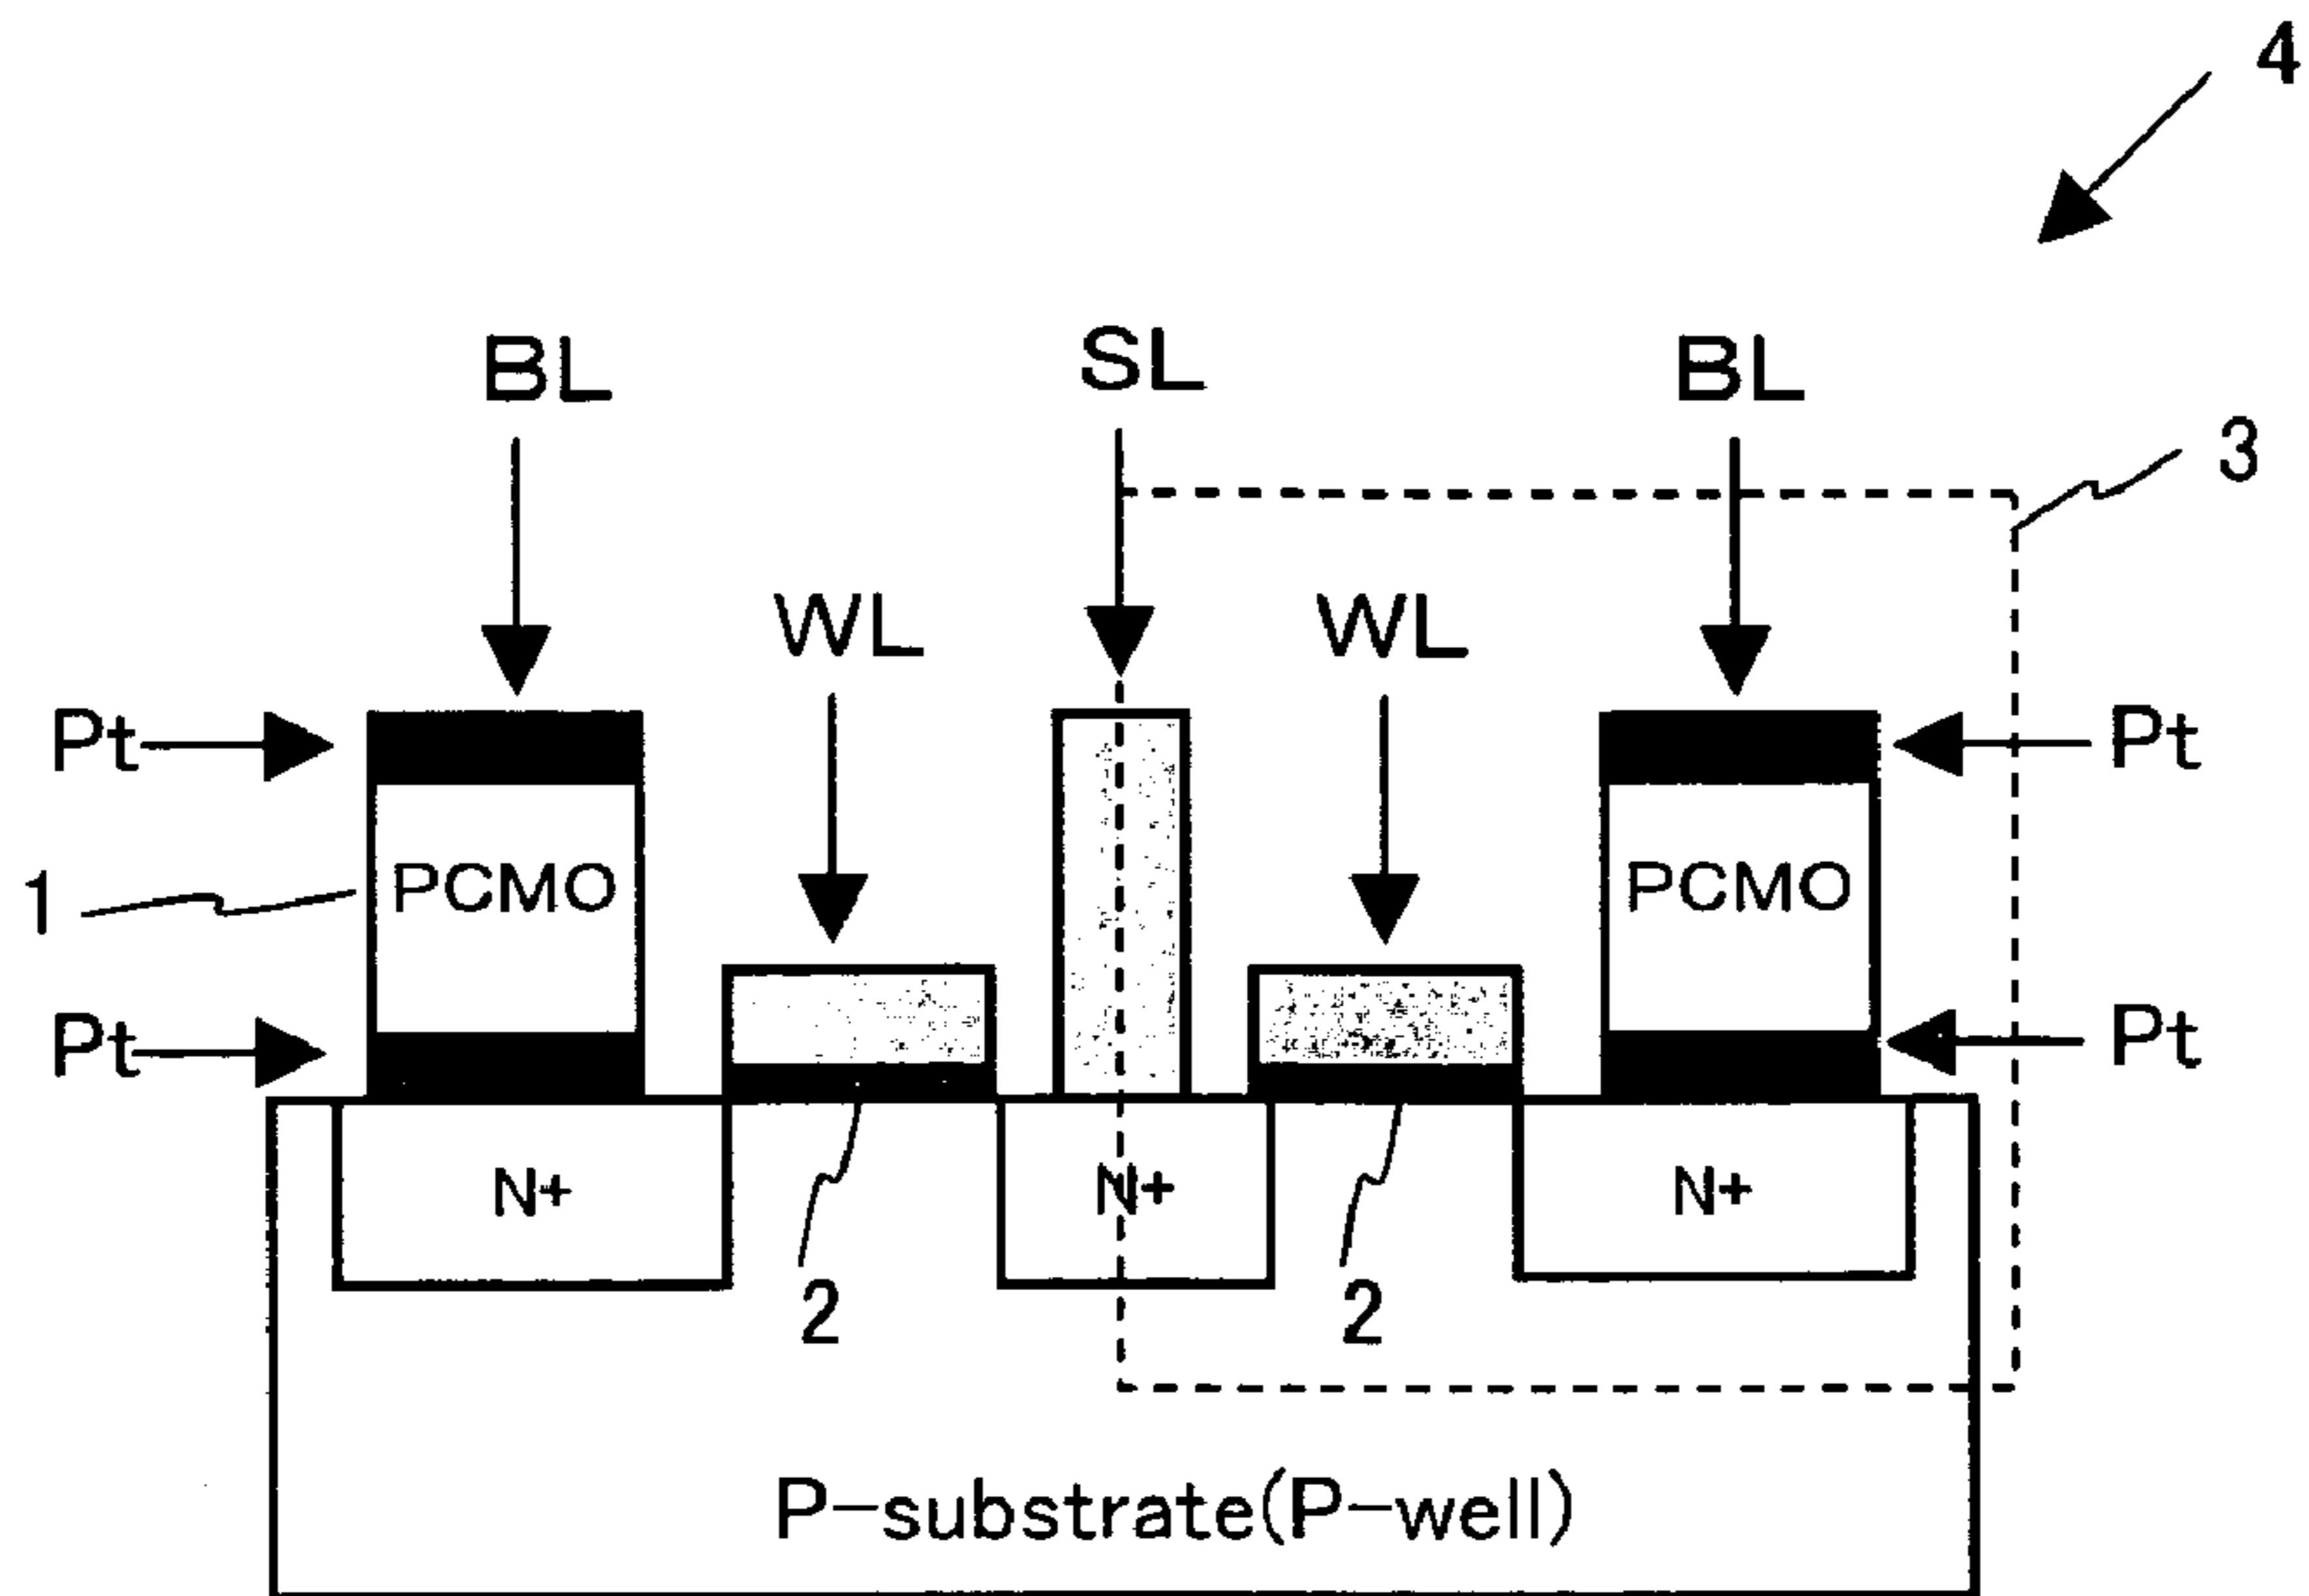 4
BL SL BL
3
WL WL
Pt Pt
1 PCMO PCMO
Pt Pt
N+ N+ N+
2 2
P-substrate(P-well)